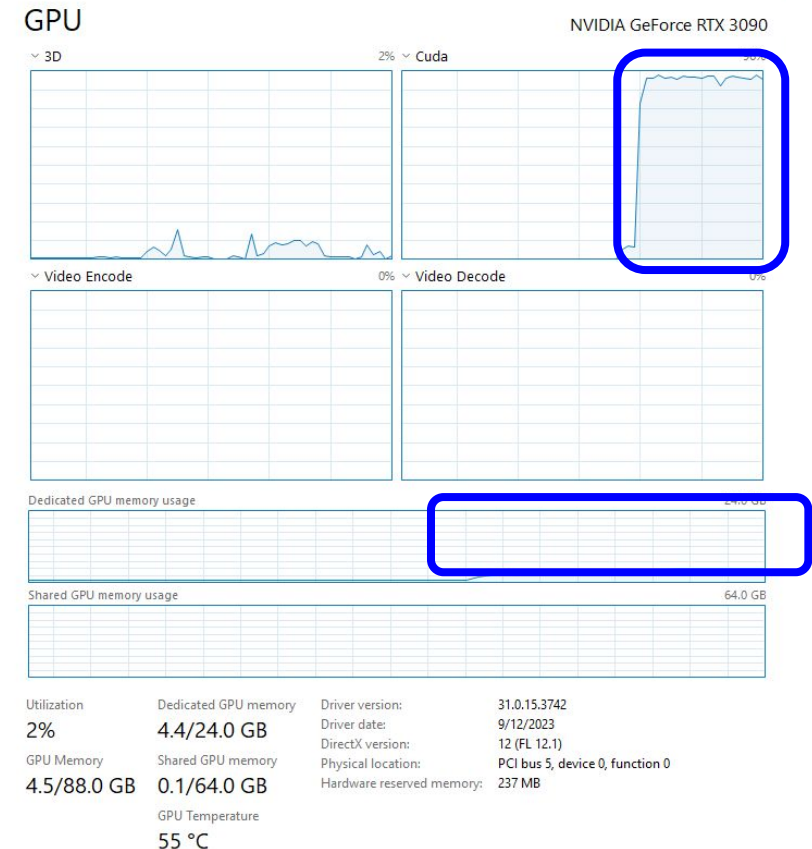 GPU
NVIDIA GeForce RTX 3090
3D
2%
Cuda
Video Encode
0%
Video Decode
0%
Dedicated GPU memory usage
24.0 GB
Shared GPU memory usage
64.0 GB
Utilization
2%
Dedicated GPU memory
4.4/24.0 GB
GPU Memory
4.5/88.0 GB
Shared GPU memory
0.1/64.0 GB
GPU Temperature
55 °C
Driver version: 31.0.15.3742
Driver date: 9/12/2023
DirectX version: 12 (FL 12.1)
Physical location: PCI bus 5, device 0, function 0
Hardware reserved memory: 237 MB